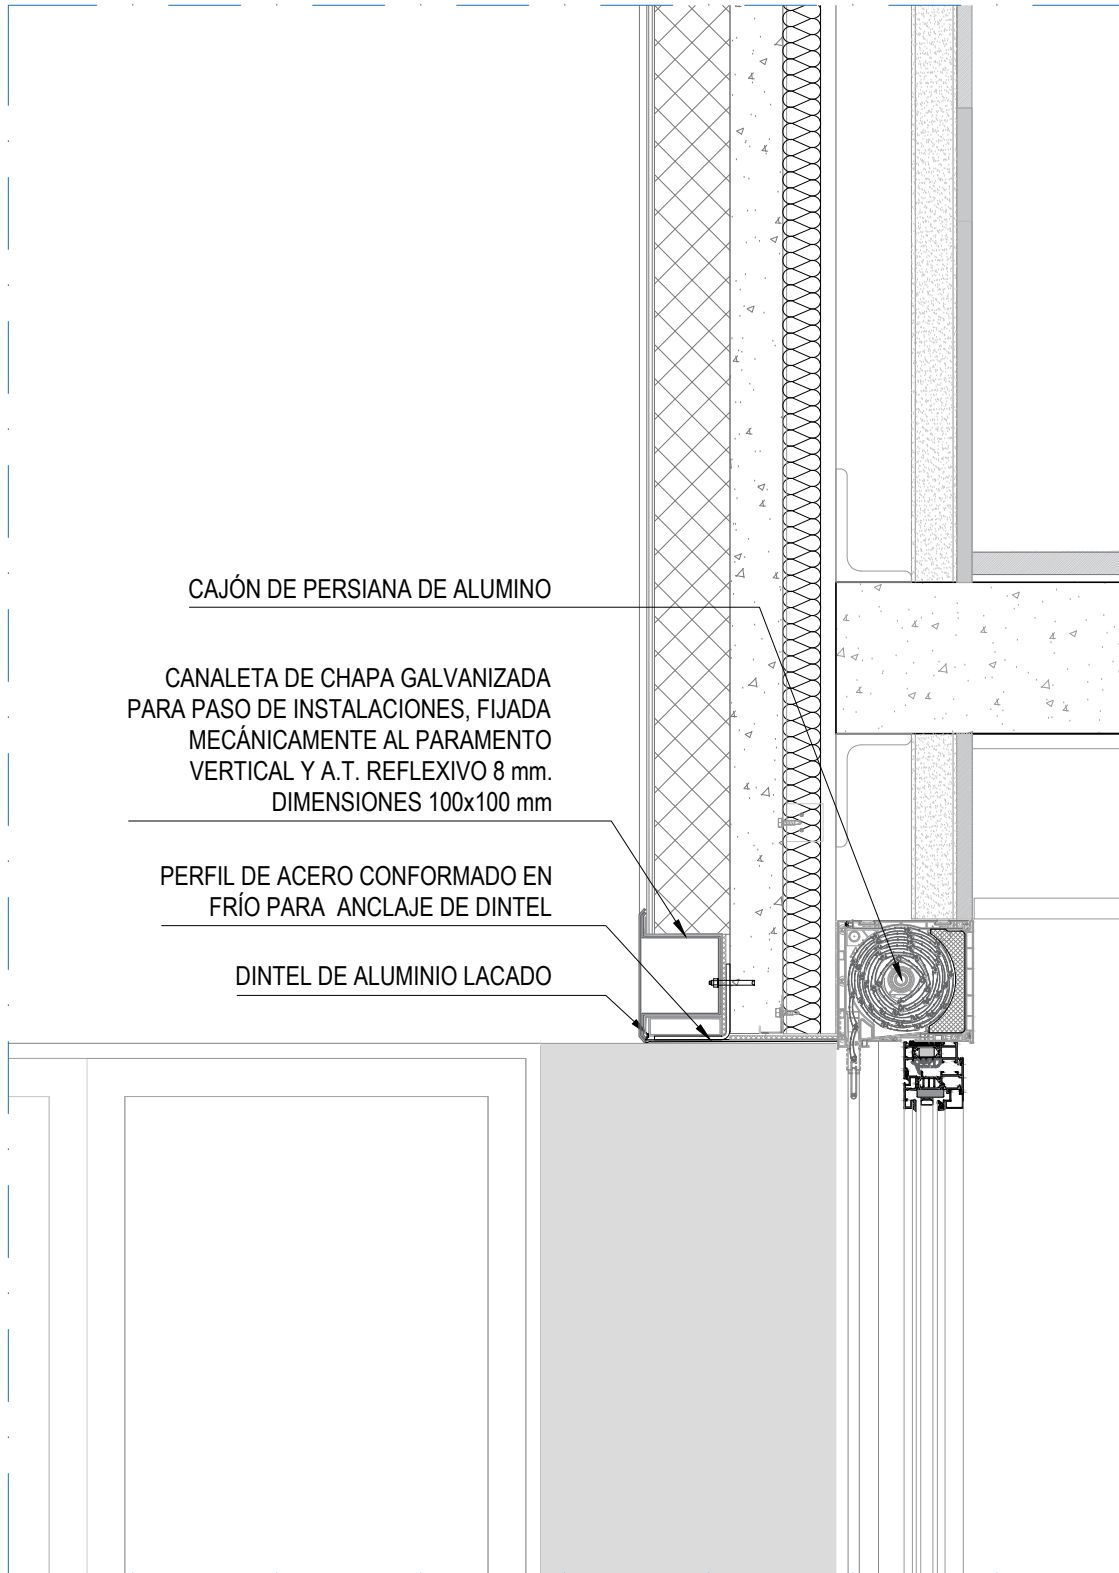 CAJÓN DE PERSIANA DE ALUMINO
CANALETA DE CHAPA GALVANIZADA
PARA PASO DE INSTALACIONES, FIJADA
MECÁNICAMENTE AL PARAMENTO
VERTICAL Y A.T. REFLEXIVO 8 mm.
DIMENSIONES 100x100 mm
PERFIL DE ACERO CONFORMADO EN
FRÍO PARA ANCLAJE DE DINTEL
DINTEL DE ALUMINIO LACADO